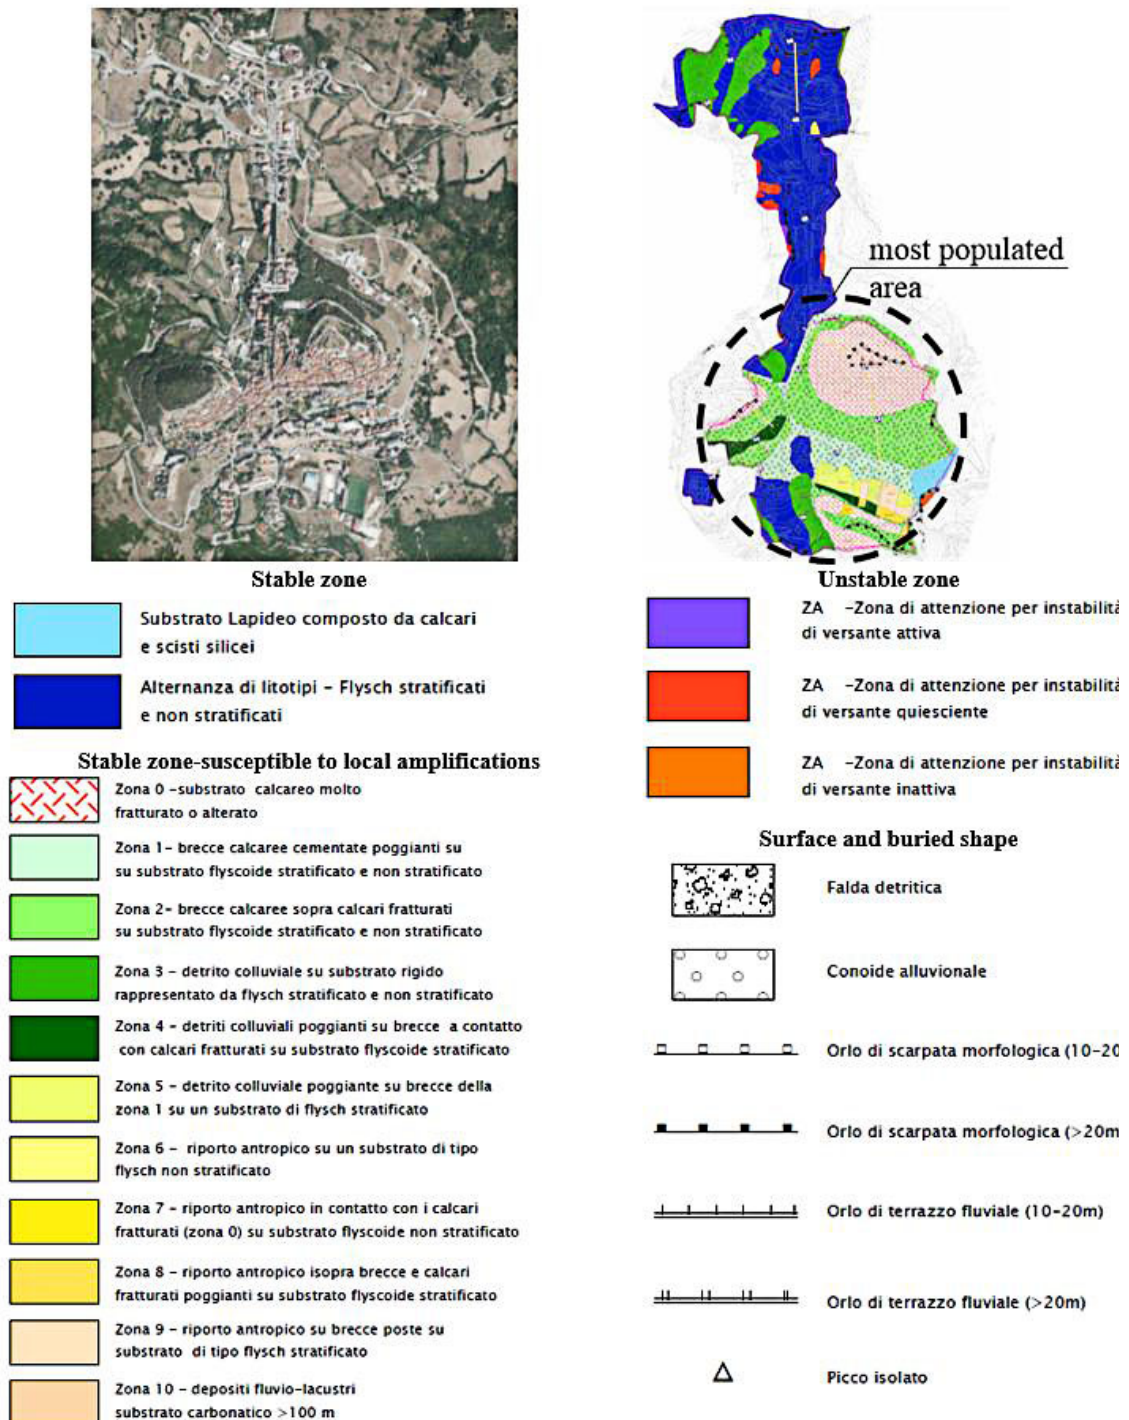 most populated
area
Stable zone
Substrato Lapideo composto da calcari
e scisti silicei
Alternanza di litotipi – Flysch stratificati
e non stratificati
Stable zone-susceptible to local amplifications
Zona 0 –substrato calcareo molto
fratturato o alterato
Zona 1– brecce calcaree cementate poggianti su
su substrato flyscoide stratificato e non stratificato
Zona 2– brecce calcaree sopra calcari fratturati
su substrato flyscoide stratificato e non stratificato
Zona 3 – detrito colluviale su substrato rigido
rappresentato da flysch stratificato e non stratificato
Zona 4 – detriti colluviali poggianti su brecce a contatto
con calcari fratturati su substrato flyscoide stratificato
Zona 5 – detrito colluviale poggiante su brecce della
zona 1 su un substrato di flysch stratificato
Zona 6 – riporto antropico su un substrato di tipo
flysch non stratificato
Zona 7 – riporto antropico in contatto con i calcari
fratturati (zona 0) su substrato flyscoide non stratificato
Zona 8 – riporto antropico isopra brecce e calcari
fratturati poggianti su substrato flyscoide stratificato
Zona 9 – riporto antropico su brecce poste su
substrato di tipo flysch stratificato
Zona 10 – depositi fluvio–lacustri
substrato carbonatico >100 m
Unstable zone
ZA –Zona di attenzione per instabilità
di versante attiva
ZA –Zona di attenzione per instabilità
di versante quiesciente
ZA –Zona di attenzione per instabilità
di versante inattiva
Surface and buried shape
Falda detritica
Conoide alluvionale
Orlo di scarpata morfologica (10–20
Orlo di scarpata morfologica (>20m
Orlo di terrazzo fluviale (10–20m)
Orlo di terrazzo fluviale (>20m)
Picco isolato